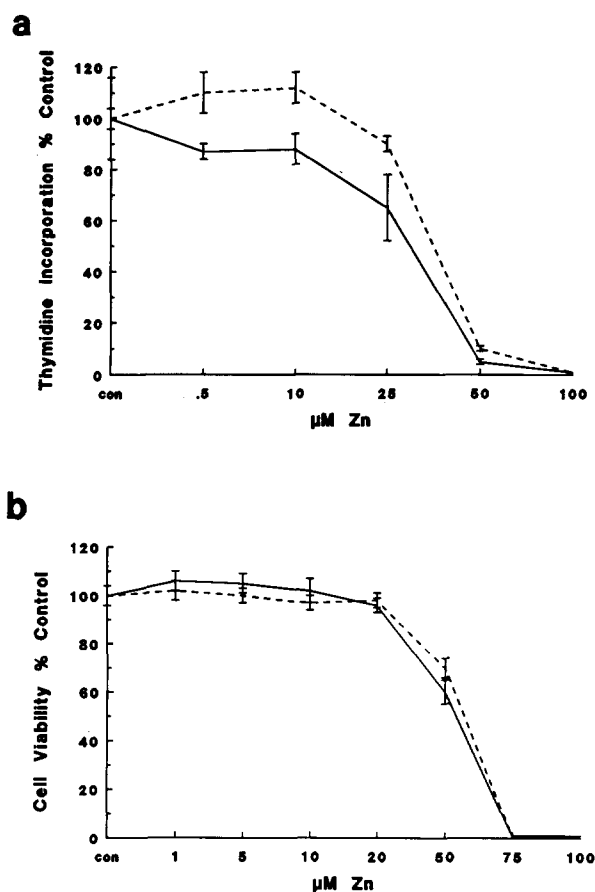 a
Thymidine Incorporation % Control
120
100
80
60
40
20
0
con .5 10 25 50 100
µM Zn
b
Cell Viability % Control
120
100
80
60
40
20
0
con 1 5 10 20 50 75 100
µM Zn